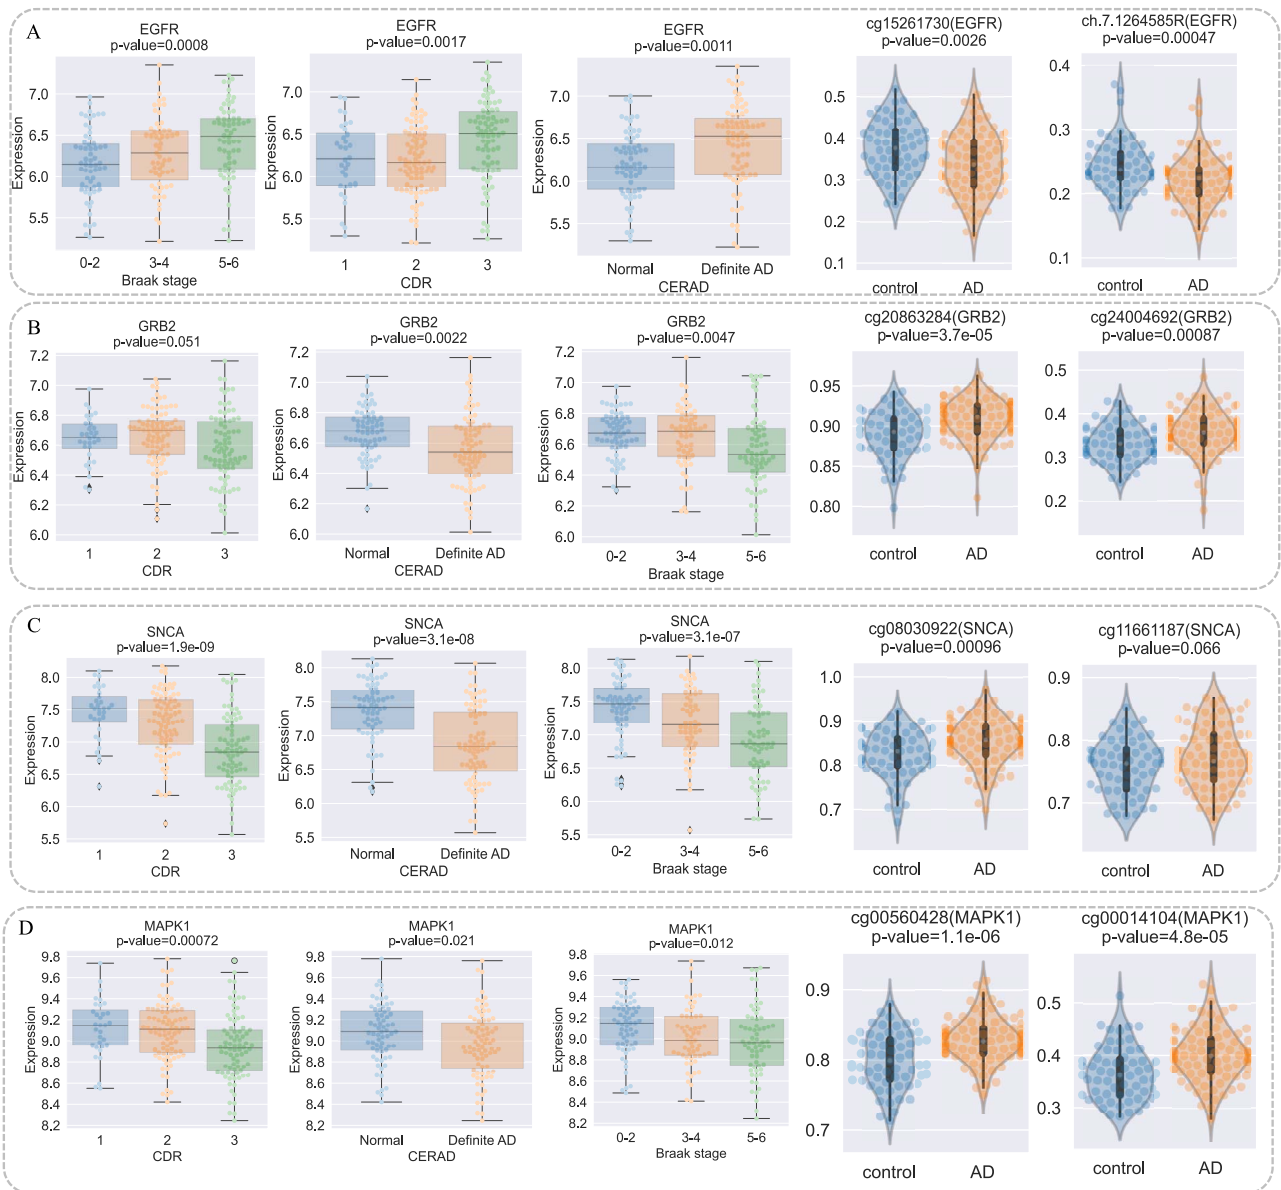 A
EGFR
p-value=0.0008
Expression
7.0
6.5
6.0
5.5
0-2
3-4
5-6
Braak stage
EGFR
p-value=0.0017
Expression
7.0
6.5
6.0
5.5
1
2
3
CDR
EGFR
p-value=0.0011
Expression
7.0
6.5
6.0
5.5
Normal
Definite AD
CERAD
cg15261730(EGFR)
p-value=0.0026
0.5
0.4
0.3
0.2
0.1
control
AD
ch.7.1264585R(EGFR)
p-value=0.00047
0.4
0.3
0.2
0.1
control
AD
B
GRB2
p-value=0.051
Expression
7.2
7.0
6.8
6.6
6.4
6.2
6.0
1
2
3
CDR
GRB2
p-value=0.0022
Expression
7.2
7.0
6.8
6.6
6.4
6.2
6.0
Normal
Definite AD
CERAD
GRB2
p-value=0.0047
Expression
7.2
7.0
6.8
6.6
6.4
6.2
6.0
0-2
3-4
5-6
Braak stage
cg20863284(GRB2)
p-value=3.7e-05
0.95
0.90
0.85
0.80
control
AD
cg24004692(GRB2)
p-value=0.00087
0.5
0.4
0.3
0.2
control
AD
C
SNCA
p-value=1.9e-09
Expression
8.0
7.5
7.0
6.5
6.0
5.5
1
2
3
CDR
SNCA
p-value=3.1e-08
Expression
8.0
7.5
7.0
6.5
6.0
5.5
Normal
Definite AD
CERAD
SNCA
p-value=3.1e-07
Expression
8.0
7.5
7.0
6.5
6.0
5.5
0-2
3-4
5-6
Braak stage
cg08030922(SNCA)
p-value=0.00096
1.0
0.9
0.8
0.7
control
AD
cg11661187(SNCA)
p-value=0.066
0.9
0.8
0.7
control
AD
D
MAPK1
p-value=0.00072
Expression
9.8
9.6
9.4
9.2
9.0
8.8
8.6
8.4
8.2
1
2
3
CDR
MAPK1
p-value=0.021
Expression
9.8
9.6
9.4
9.2
9.0
8.8
8.6
8.4
8.2
Normal
Definite AD
CERAD
MAPK1
p-value=0.012
Expression
9.8
9.6
9.4
9.2
9.0
8.8
8.6
8.4
8.2
0-2
3-4
5-6
Braak stage
cg00560428(MAPK1)
p-value=1.1e-06
0.9
0.8
0.7
control
AD
cg00014104(MAPK1)
p-value=4.8e-05
0.5
0.4
0.3
control
AD